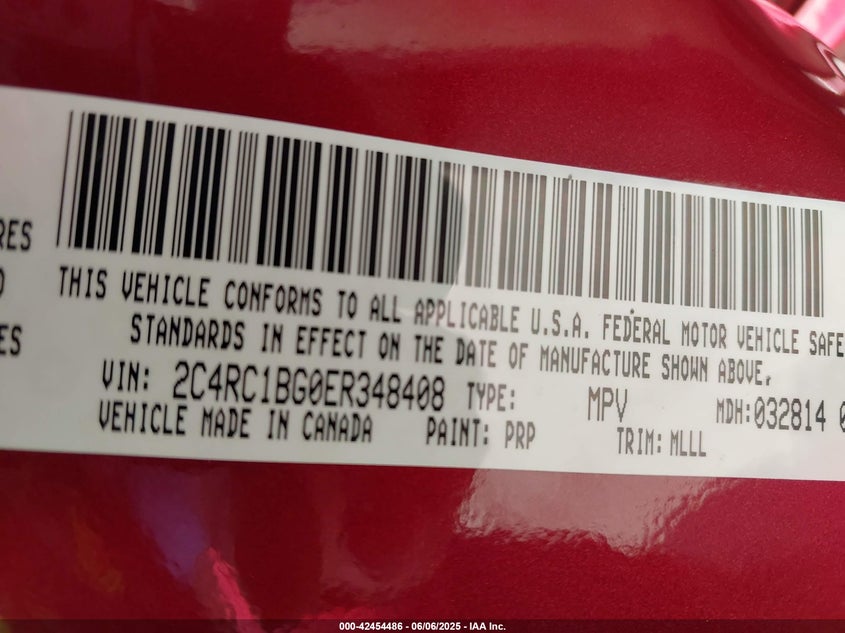 RES
THIS VEHICLE CONFORMS TO ALL APPLICABLE U.S.A. FEDERAL MOTOR VEHICLE SAFE
STANDARDS IN EFFECT ON THE DATE OF MANUFACTURE SHOWN ABOVE.
ES
VIN: 2C4RC1BG0ER348408 TYPE: MPV MDH:032814 0
VEHICLE MADE IN CANADA PAINT: PRP TRIM: MLLL
000-42454486 - 06/06/2025 - IAA Inc.